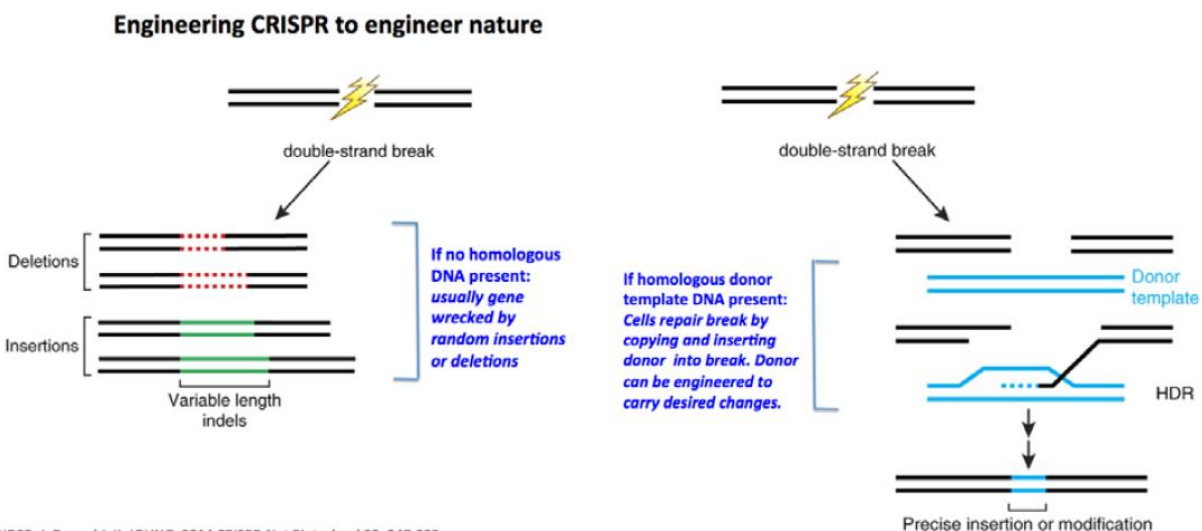 Engineering CRISPR to engineer nature
double-strand break
Deletions
Insertions
Variable length
indels
If no homologous
DNA present:
usually gene
wrecked by
random insertions
or deletions
double-strand break
If homologous donor
template DNA present:
Cells repair break by
copying and inserting
donor into break. Donor
can be engineered to
carry desired changes.
Donor
template
HDR
Precise insertion or modification